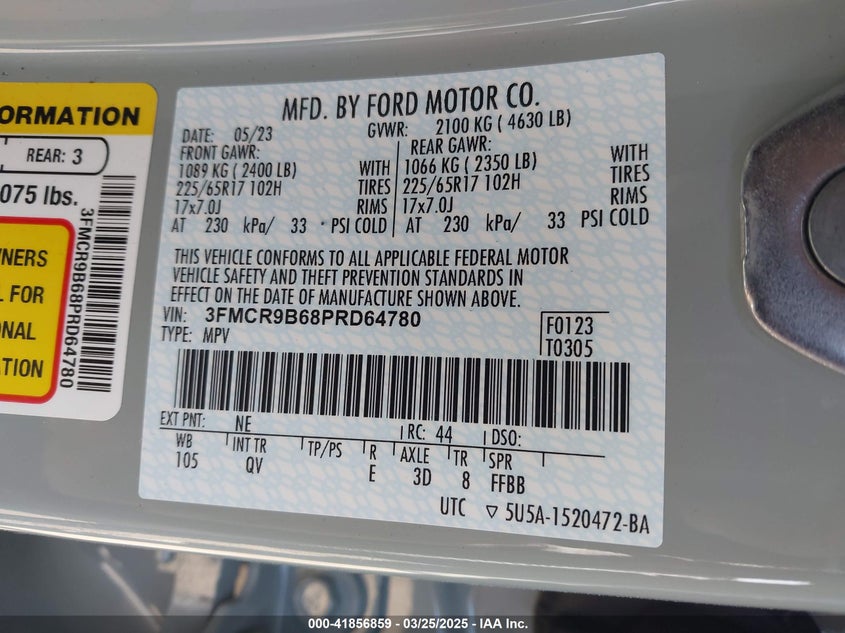 ORMATION
REAR: 3
075 lbs.
WNERS
L FOR
ONAL
ATION
3FMCR9B68PRD64780
MFD. BY FORD MOTOR CO.
DATE: 05/23 GVWR: 2100 KG ( 4630 LB)
FRONT GAWR: REAR GAWR:
1089 KG ( 2400 LB) WITH 1066 KG ( 2350 LB) WITH
225/65R17 102H TIRES 225/65R17 102H TIRES
17x7.0J RIMS 17x7.0J RIMS
AT 230 kPa/ 33 PSI COLD AT 230 kPa/ 33 PSI COLD
THIS VEHICLE CONFORMS TO ALL APPLICABLE FEDERAL MOTOR
VEHICLE SAFETY AND THEFT PREVENTION STANDARDS IN
EFFECT ON THE DATE OF MANUFACTURE SHOWN ABOVE.
VIN: 3FMCR9B68PRD64780 F0123
TYPE: MPV T0305
EXT PNT: NE RC: 44 DSO:
WB INT TR TP/PS R AXLE TR SPR
105 QV E 3D 8 FFBB
UTC ▽ 5U5A-1520472-BA
000-41856859 — 03/25/2025 — IAA Inc.